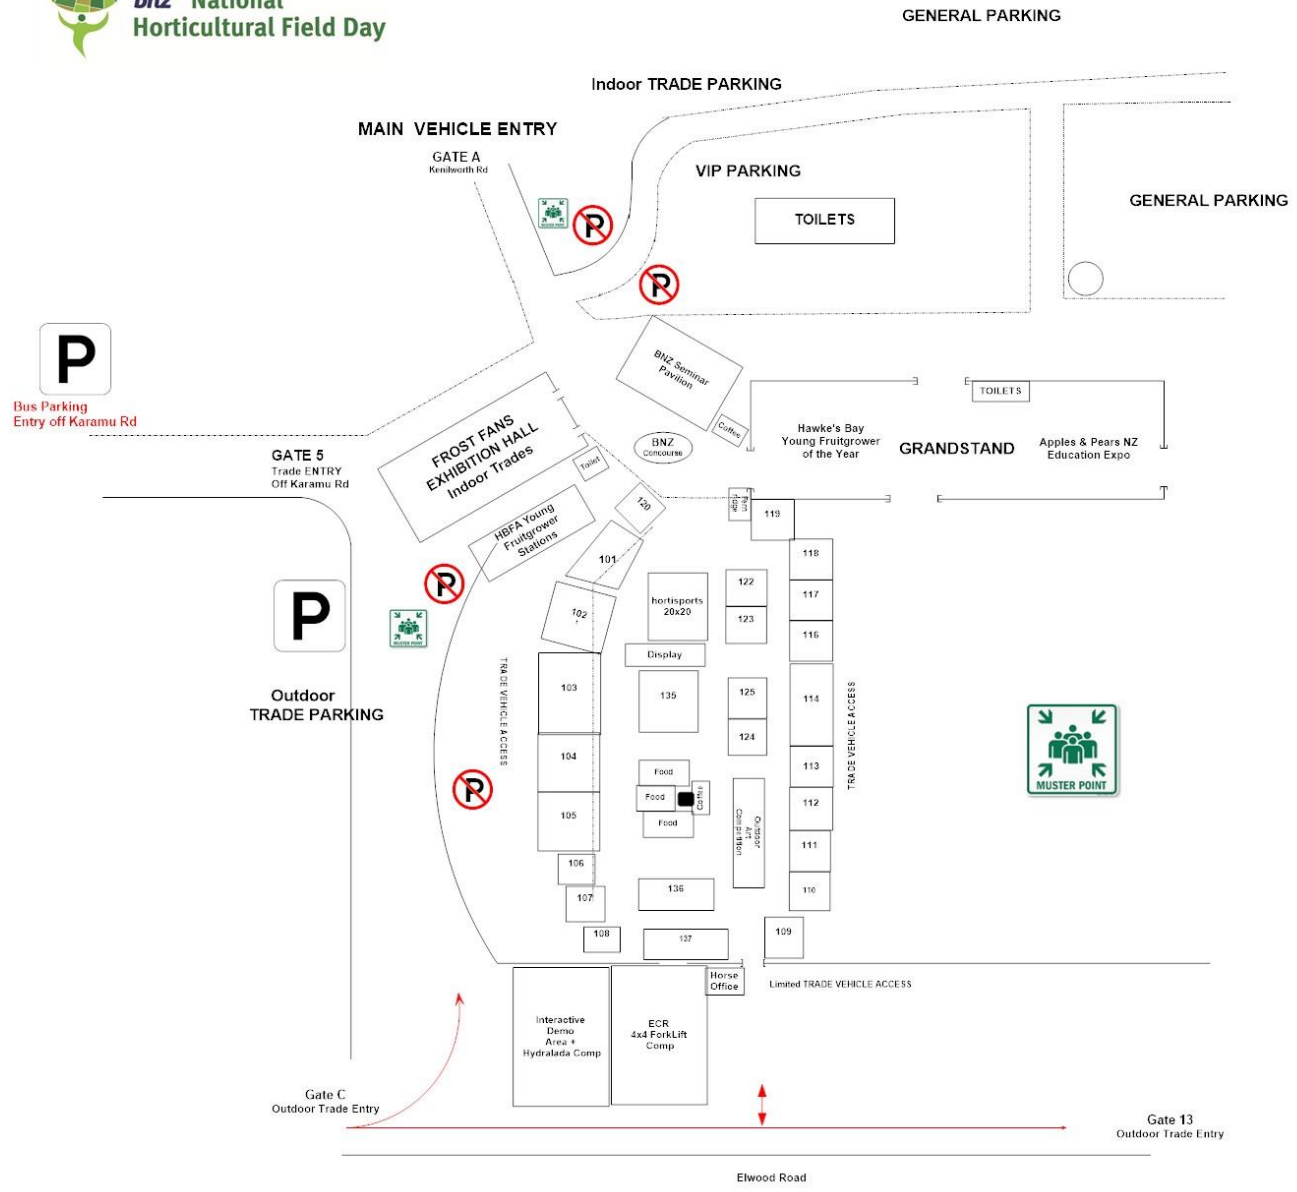 bnz National
Horticultural Field Day
GENERAL PARKING
Indoor TRADE PARKING
MAIN VEHICLE ENTRY
GATE A
Kenilworth Rd
VIP PARKING
TOILETS
GENERAL PARKING
MUSTER POINT
P
P
P
Bus Parking
Entry off Karamu Rd
BNZ Seminar
Pavilion
Coffee
BNZ
Concourse
TOILETS
Hawke's Bay
Young Fruitgrower
of the Year
GRANDSTAND
Apples & Pears NZ
Education Expo
FROST FANS
EXHIBITION HALL
Indoor Trades
Toilet
GATE 5
Trade ENTRY
Off Karamu Rd
HBFA Young
Fruitgrower
Stations
120
119
101
118
P
122
117
hortisports
20x20
102
123
116
P
MUSTER POINT
Display
TRADE VEHICLE ACCESS
103
135
125
114
TRADE VEHICLE ACCESS
Outdoor
TRADE PARKING
124
104
113
MUSTER POINT
Food
Food
Coffee
Food
P
112
105
Outdoor
Art
Competition
111
106
136
110
107
108
137
109
Horse
Office
Limited TRADE VEHICLE ACCESS
Interactive
Demo
Area +
Hydralada Comp
ECR
4x4 ForkLift
Comp
Gate C
Outdoor Trade Entry
Gate 13
Outdoor Trade Entry
Elwood Road